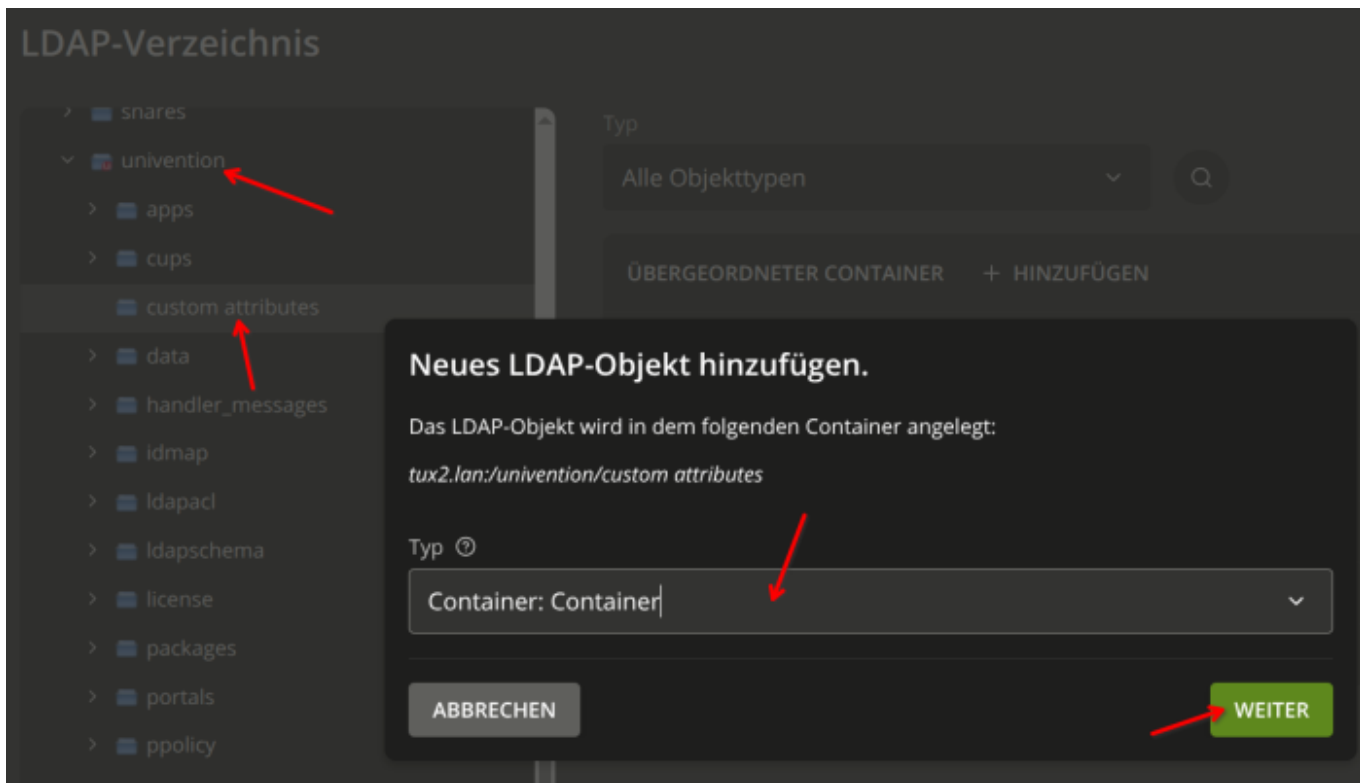 LDAP-Verzeichnis
shares
univention
apps
cups
custom attributes
data
handler_messages
idmap
ldapacl
ldapschema
license
packages
portals
ppolicy
Typ
Alle Objekttypen
ÜBERGEORDNETER CONTAINER + HINZUFÜGEN
Neues LDAP-Objekt hinzufügen.
Das LDAP-Objekt wird in dem folgenden Container angelegt:
tux2.lan:/univention/custom attributes
Typ
Container: Container
ABBRECHEN
WEITER